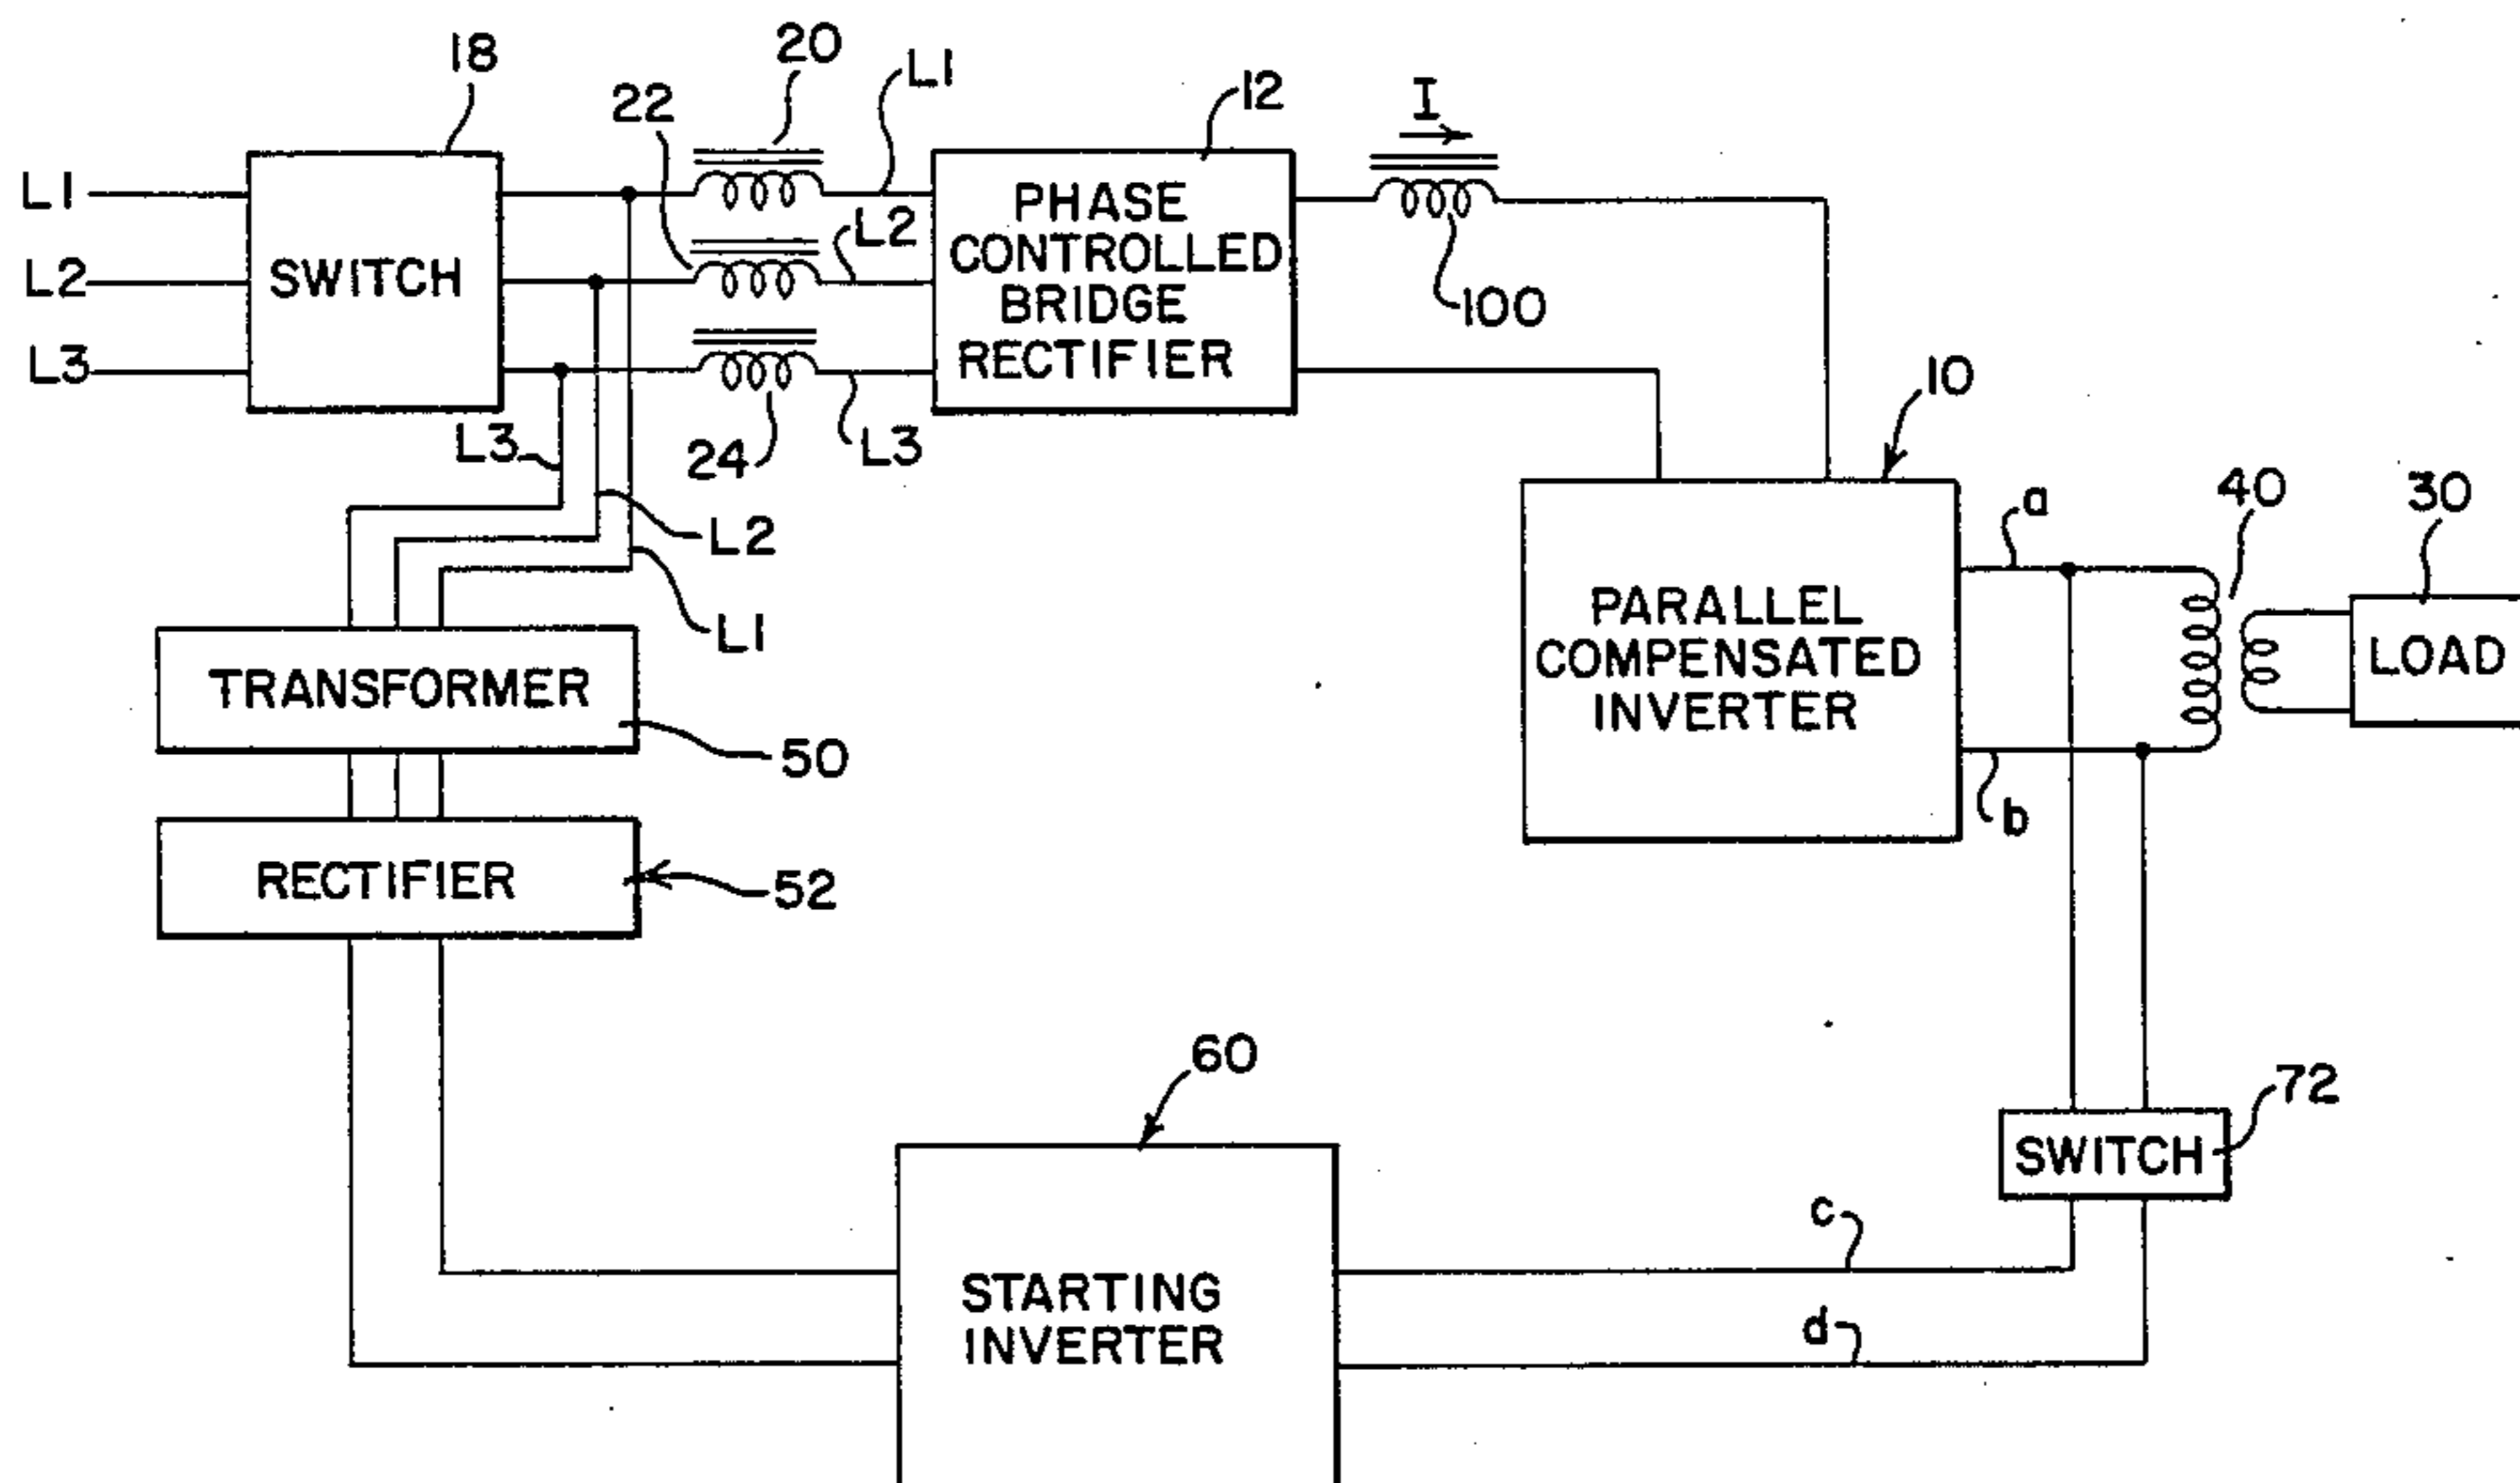 18
20
22
L1
12
I
L1
SWITCH
L2
L3
L2
PHASE
CONTROLLED
BRIDGE
RECTIFIER
100
24
L3
L3
L2
L1
10
PARALLEL
COMPENSATED
INVERTER
a
b
40
30
LOAD
TRANSFORMER
50
RECTIFIER
52
60
STARTING
INVERTER
72
SWITCH
c
d